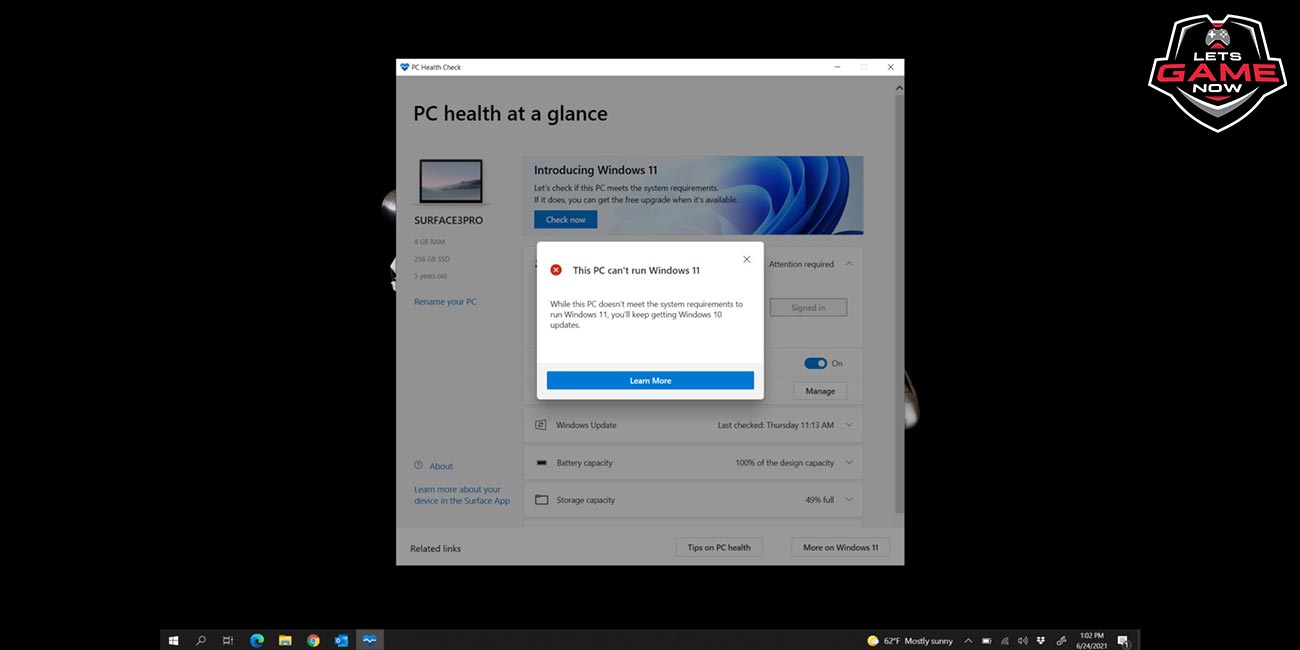 LETS
GAME
NOW
PC Health Check
PC health at a glance
SURFACE3PRO
8 GB RAM
256 GB SSD
5 years old
Rename your PC
Introducing Windows 11
Let's check if this PC meets the system requirements.
If it does, you can get the free upgrade when it's available.
Check now
Attention required
Signed in
This PC can't run Windows 11
While this PC doesn't meet the system requirements to
run Windows 11, you'll keep getting Windows 10
updates.
Learn More
On
Manage
Windows Update
Last checked: Thursday 11:13 AM
Battery capacity
100% of the design capacity
Storage capacity
49% full
About
Learn more about your
device in the Surface App
Related links
Tips on PC health
More on Windows 11
62°F Mostly sunny
1:02 PM
6/24/2021
1